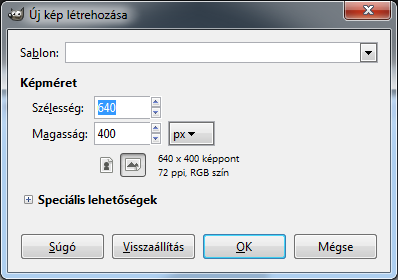 Új kép létrehozása
Sablon:
Képméret
Szélesség: 640
Magasság: 400 px
640 x 400 képpont
72 ppi, RGB szín
Speciális lehetőségek
Súgó Visszaállítás OK Mégse